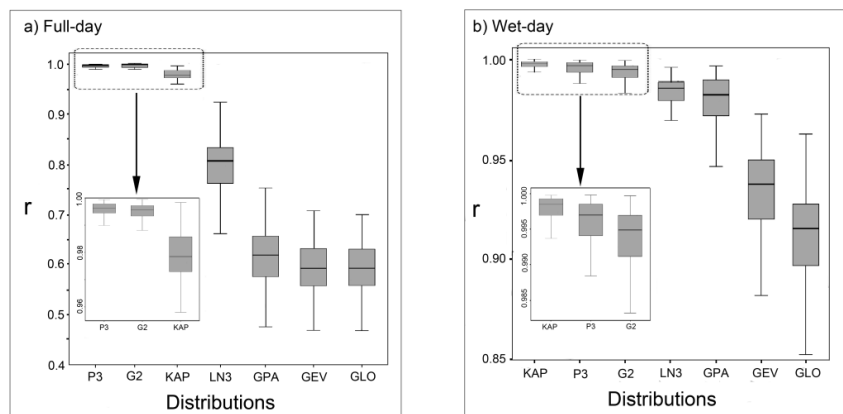 a) Full-day
1.0
0.9
0.8
0.7
0.6
0.5
0.4
r
1.00
0.98
0.96
P3 G2 KAP
P3 G2 KAP LN3 GPA GEV GLO
Distributions
b) Wet-day
1.00
0.95
0.90
0.85
r
1.000
0.995
0.990
0.985
KAP P3 G2
KAP P3 G2 LN3 GPA GEV GLO
Distributions